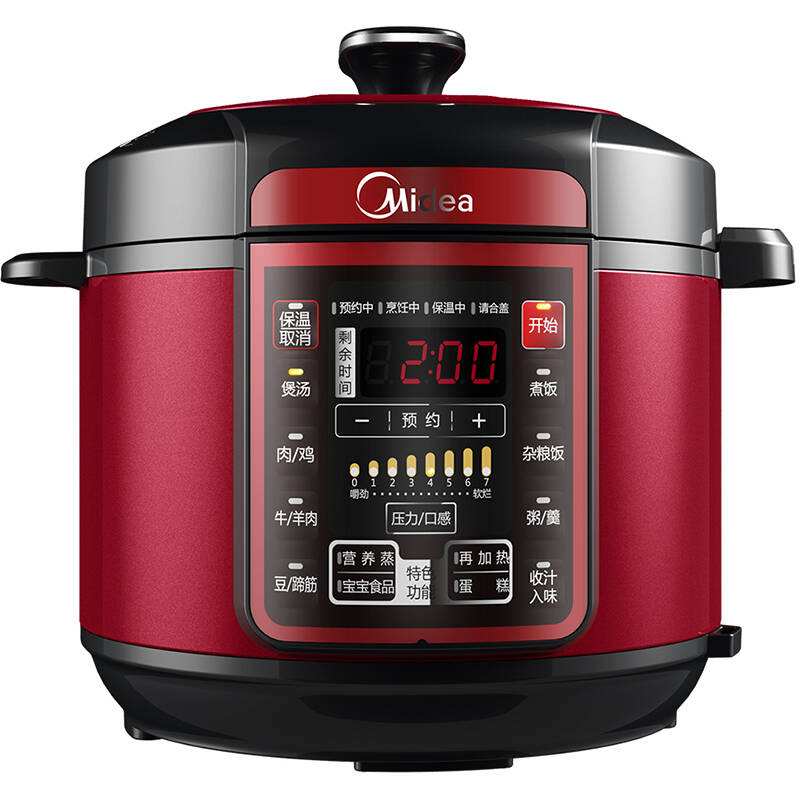 Midea
预约中 烹饪中 保温中 请合盖
保温
取消
开始
剩余时间
2:00
煲汤
煮饭
− 预约 +
肉/鸡
杂粮饭
0 1 2 3 4 5 6 7
嚼劲 软烂
牛/羊肉
压力/口感
粥/羹
营养蒸
宝宝食品
特色
功能
再加热
蛋糕
豆/蹄筋
收汁
入味